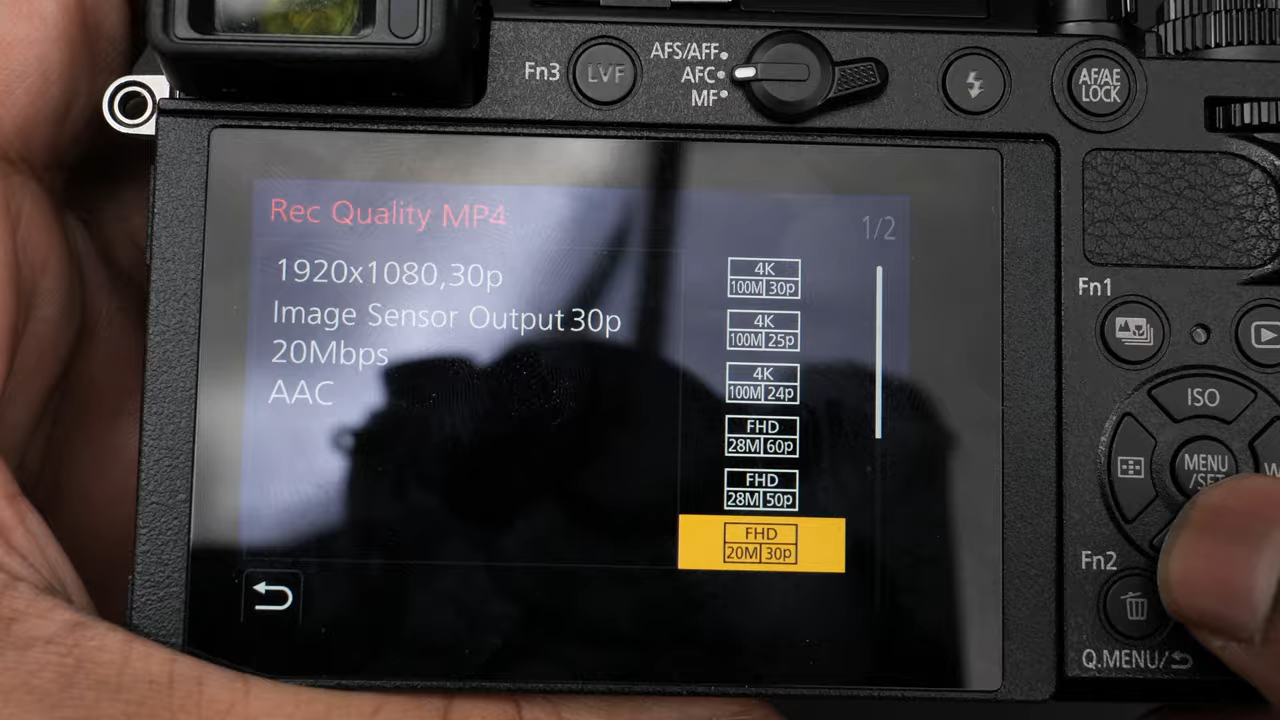 Fn3
LVF
AFS/AFF
AFC
MF
AF/AE
LOCK
Rec Quality MP4
1/2
1920x1080,30p
Image Sensor Output 30p
20Mbps
AAC
4K
100M 30p
4K
100M 25p
4K
100M 24p
FHD
28M 60p
FHD
28M 50p
FHD
20M 30p
Fn1
ISO
MENU
/SET
W
Fn2
Q.MENU/